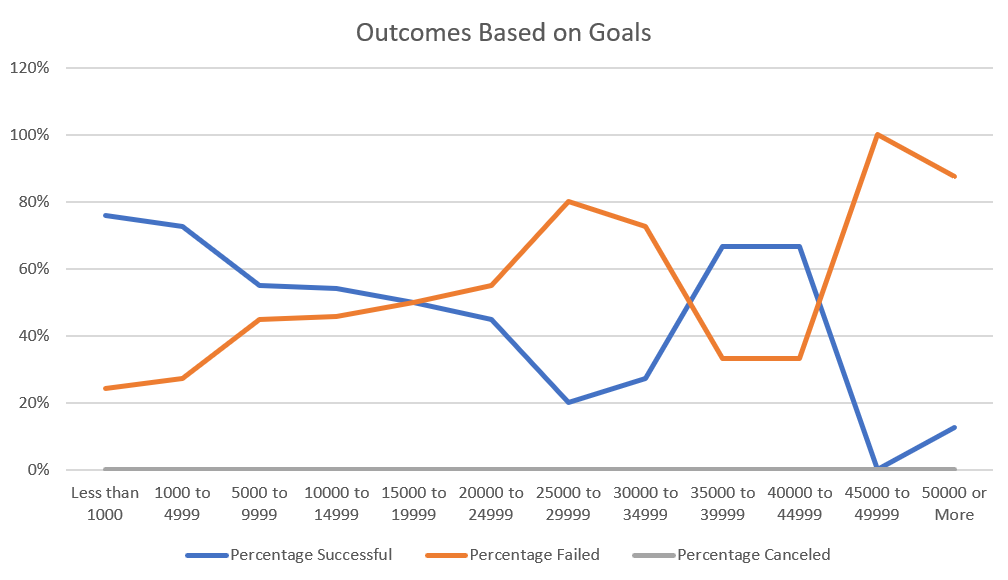 Outcomes Based on Goals
120%
100%
80%
60%
40%
20%
0%
Less than 1000 to 5000 to 10000 to 15000 to 20000 to 25000 to 30000 to 35000 to 40000 to 45000 to 50000 or
1000 4999 9999 14999 19999 24999 29999 34999 39999 44999 49999 More
Percentage Successful Percentage Failed Percentage Canceled